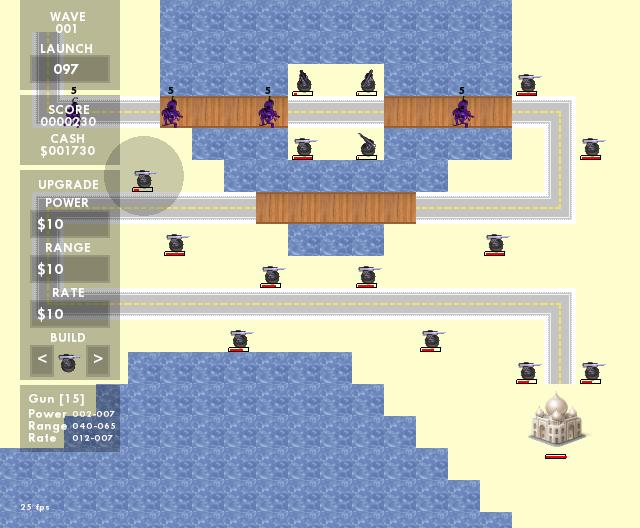 WAVE
001
LAUNCH
097
5
5
5
5
SCORE
0000230
CASH
$001730
UPGRADE
POWER
$10
RANGE
$10
RATE
$10
BUILD
< >
Gun [15]
Power 002-007
Range 040-065
Rate 012-007
25 fps